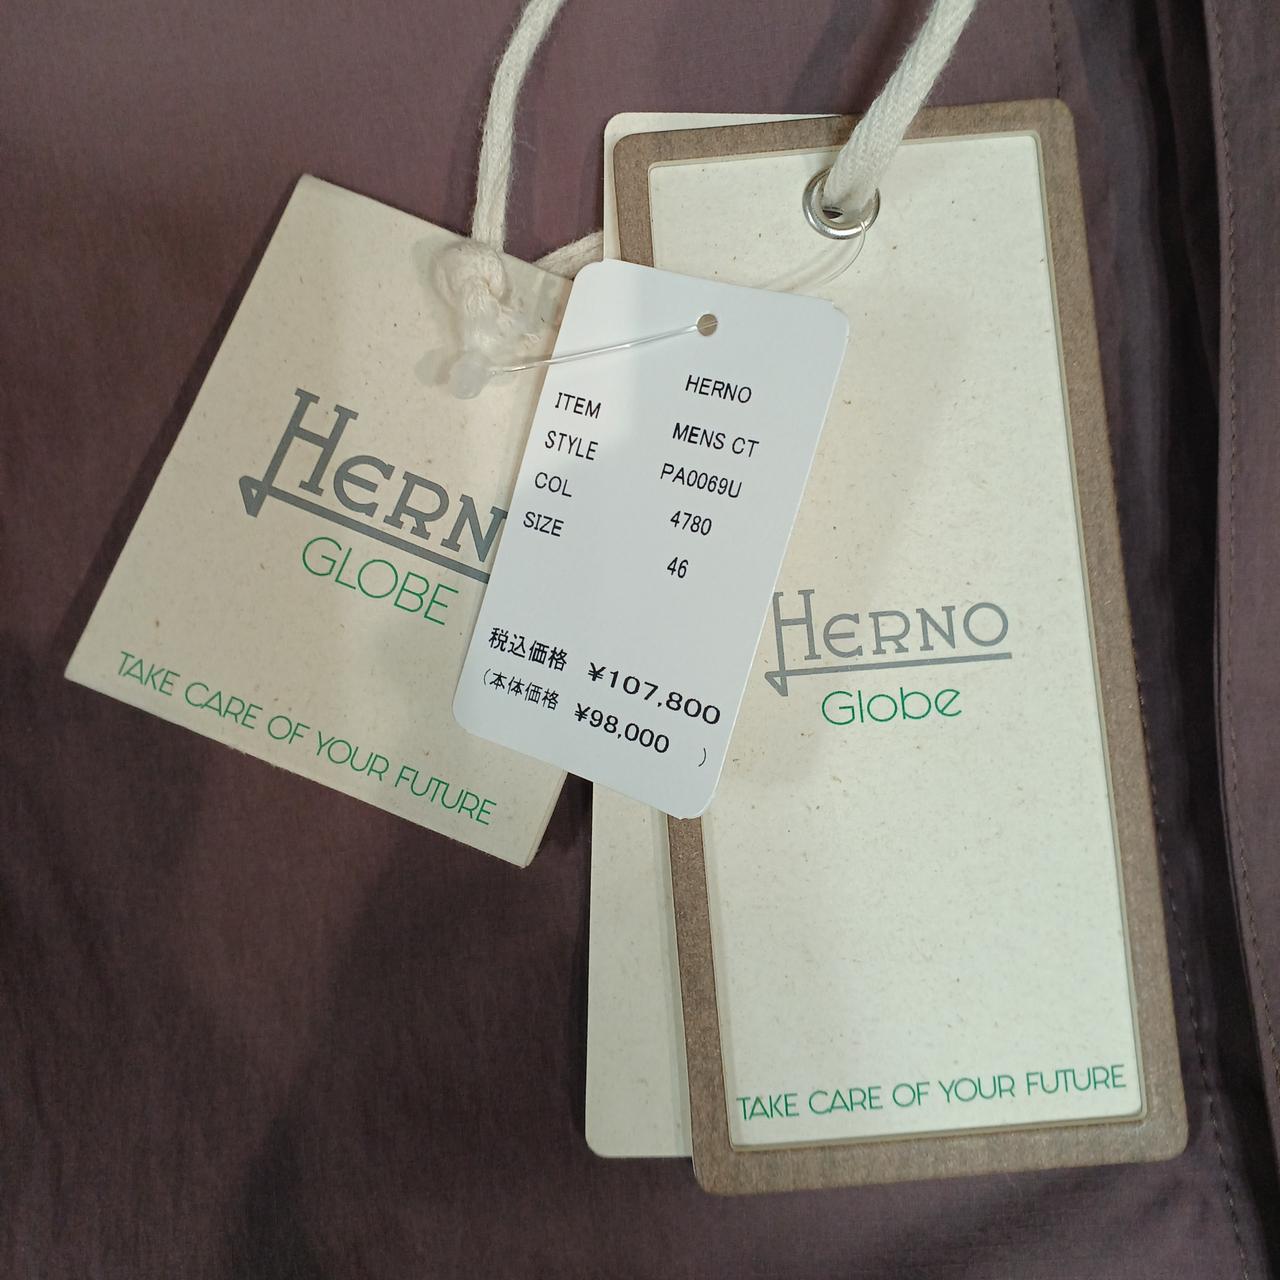 HERN
GLOBE
TAKE CARE OF YOUR FUTURE
HERNO
ITEM MENS CT
STYLE PA0069U
COL 4780
SIZE 46
税込価格 ¥107,800
(本体価格 ¥98,000 )
HERNO
Globe
TAKE CARE OF YOUR FUTURE